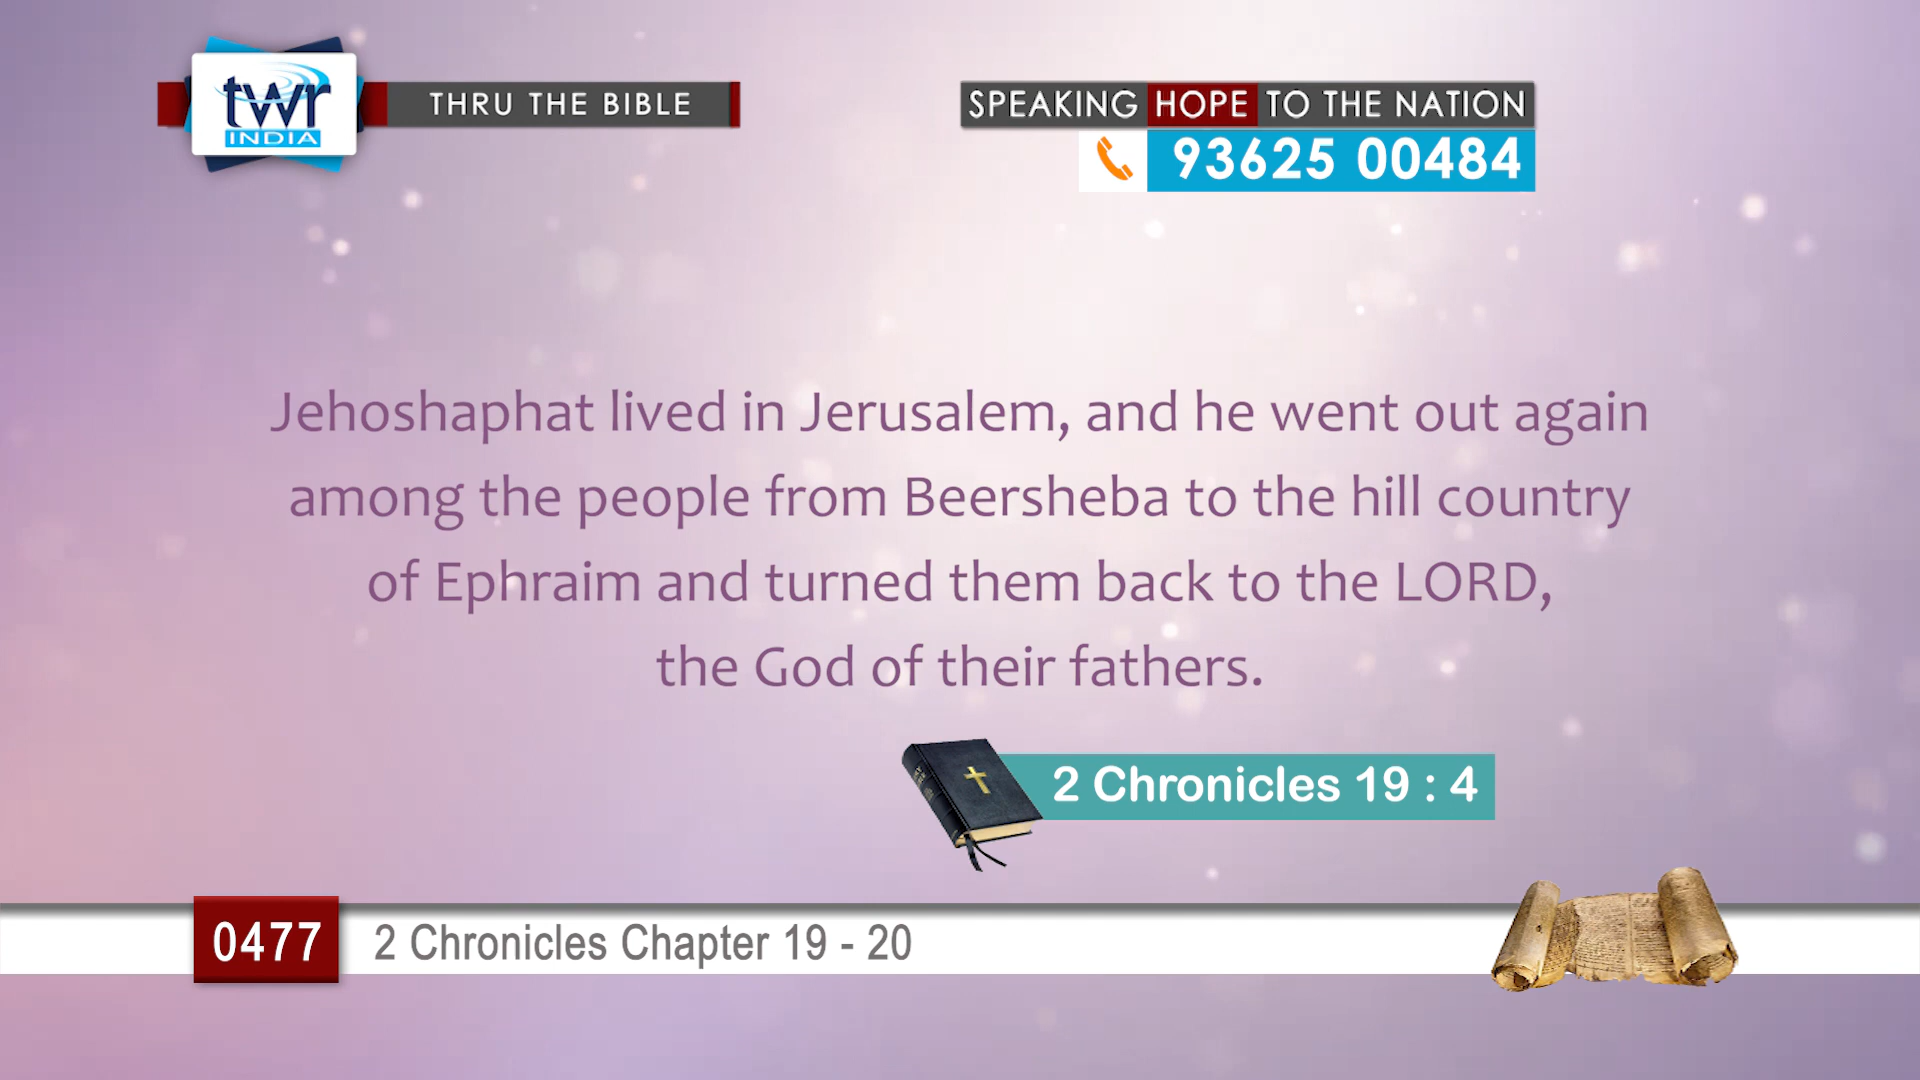 twr
INDIA
THRU THE BIBLE
SPEAKING HOPE TO THE NATION
93625 00484
Jehoshaphat lived in Jerusalem, and he went out again
among the people from Beersheba to the hill country
of Ephraim and turned them back to the LORD,
the God of their fathers.
2 Chronicles 19 : 4
0477
2 Chronicles Chapter 19 - 20